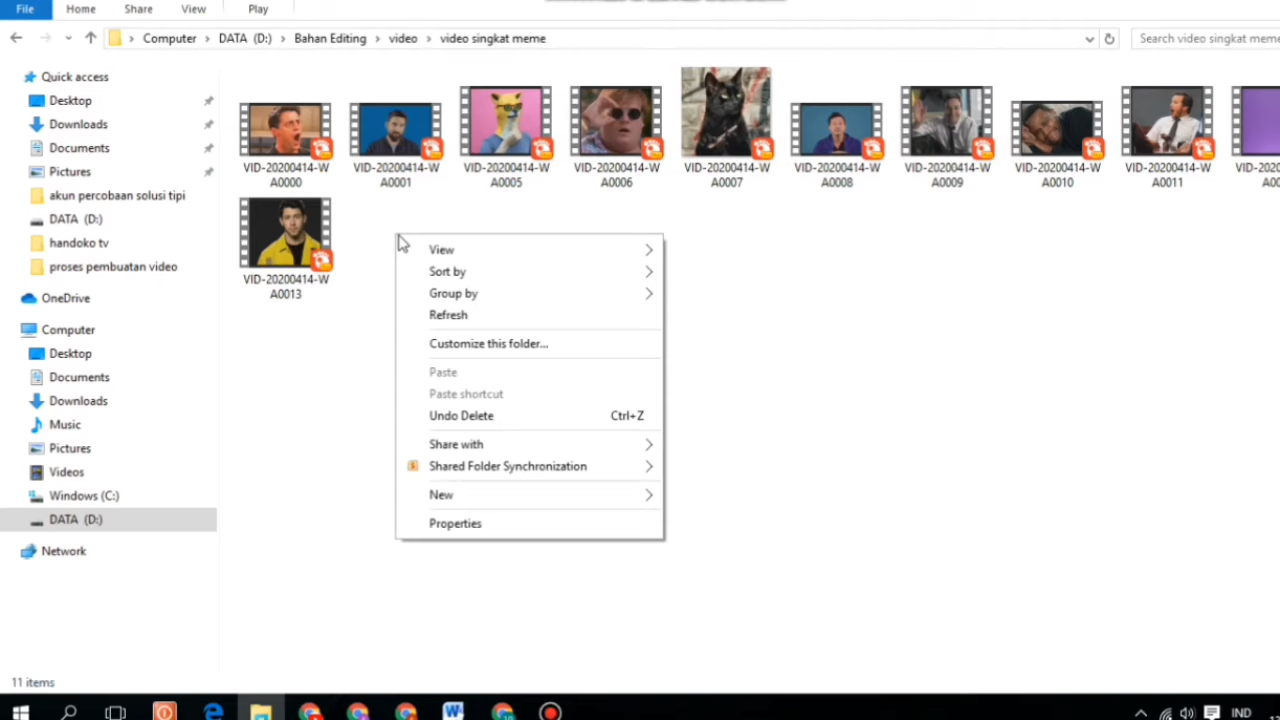 File Home Share View Play
Computer DATA (D:) Bahan Editing video video singkat meme
Search video singkat meme
Quick access
Desktop
Downloads
Documents
Pictures
akun percobaan solusi tipi
DATA (D:)
handoko tv
proses pembuatan video
OneDrive
Computer
Desktop
Documents
Downloads
Music
Pictures
Videos
Windows (C:)
DATA (D:)
Network
VID-20200414-W
A0000
VID-20200414-W
A0001
VID-20200414-W
A0005
VID-20200414-W
A0006
VID-20200414-W
A0007
VID-20200414-W
A0008
VID-20200414-W
A0009
VID-20200414-W
A0010
VID-20200414-W
A0011
VID-20200414-W
A0013
View
Sort by
Group by
Refresh
Customize this folder...
Paste
Paste shortcut
Undo Delete Ctrl+Z
Share with
Shared Folder Synchronization
New
Properties
11 items
IND